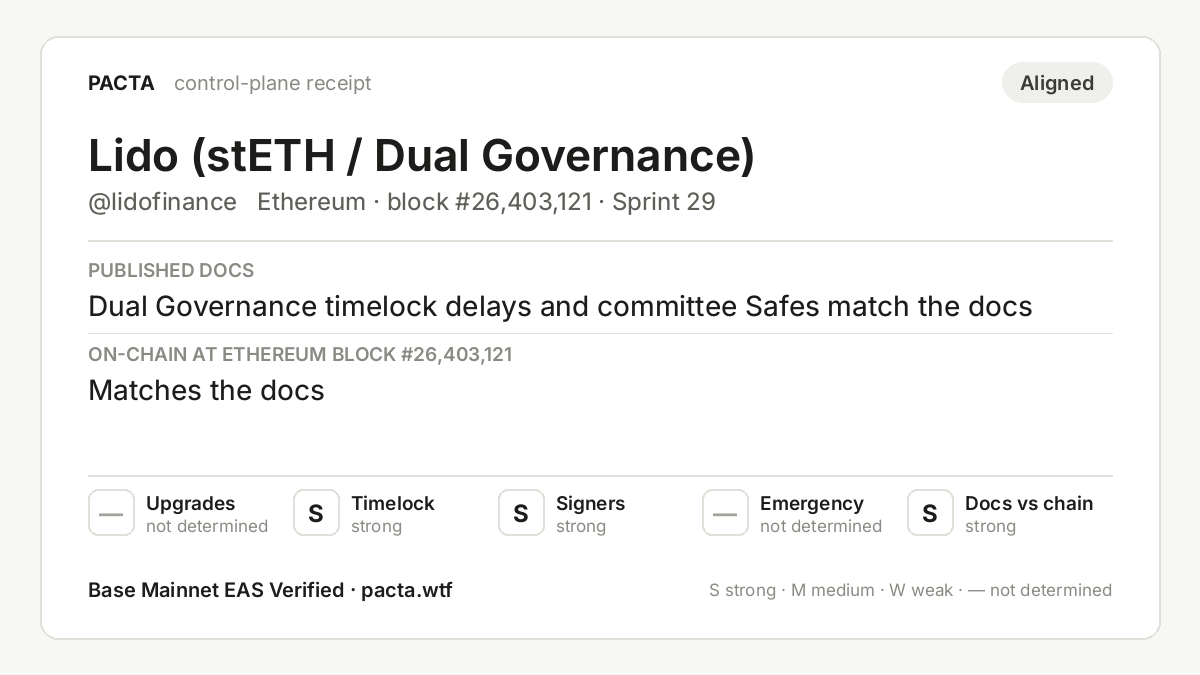 PACTA control-plane receipt Aligned
Lido (stETH / Dual Governance)
@lidofinance Ethereum · block #26,403,121 · Sprint 29
PUBLISHED DOCS
Dual Governance timelock delays and committee Safes match the docs
ON-CHAIN AT ETHEREUM BLOCK #26,403,121
Matches the docs
— Upgrades not determined
S Timelock strong
S Signers strong
— Emergency not determined
S Docs vs chain strong
Base Mainnet EAS Verified · pacta.wtf
S strong · M medium · W weak · — not determined